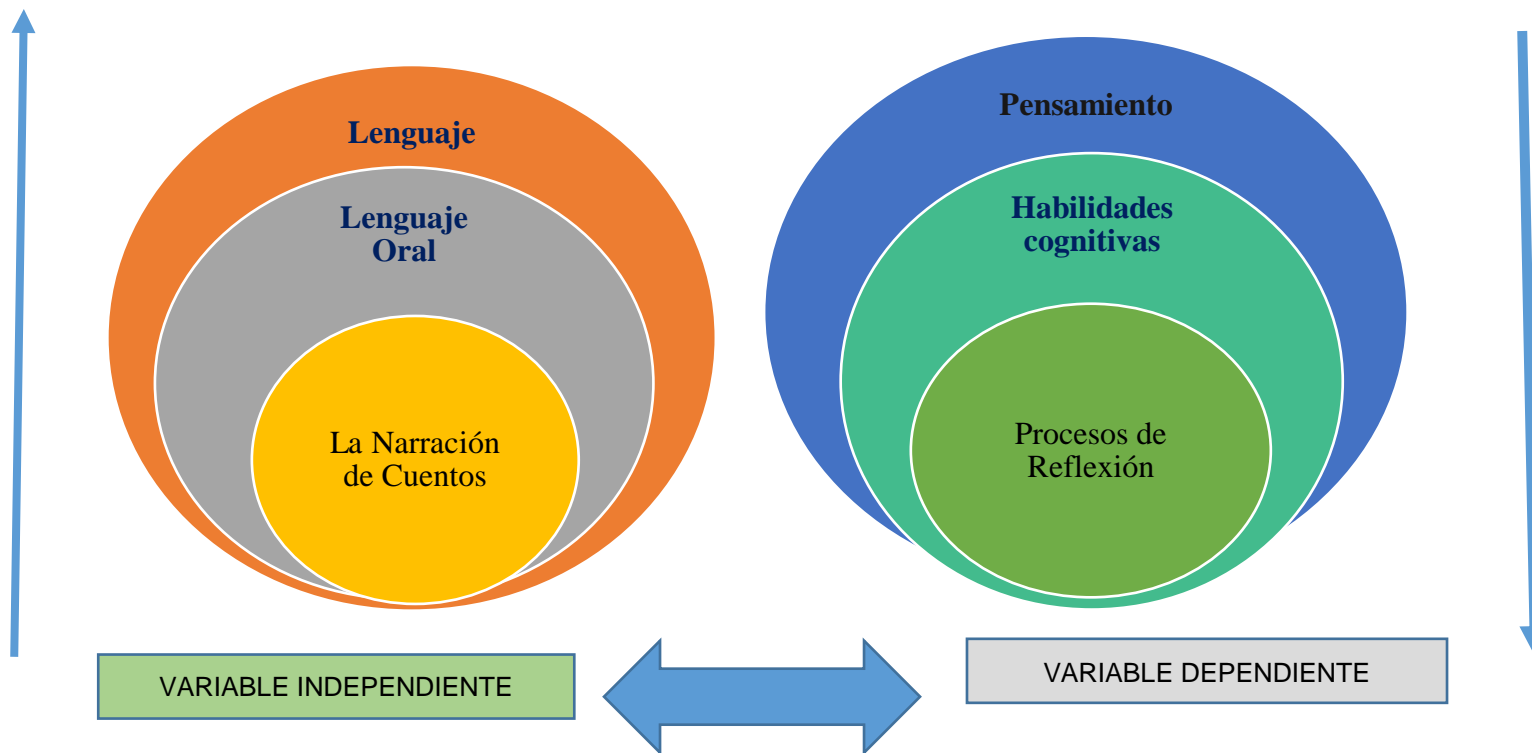 Lenguaje
Lenguaje
Oral
La Narración
de Cuentos
Pensamiento
Habilidades
cognitivas
Procesos de
Reflexión
VARIABLE INDEPENDIENTE
VARIABLE DEPENDIENTE